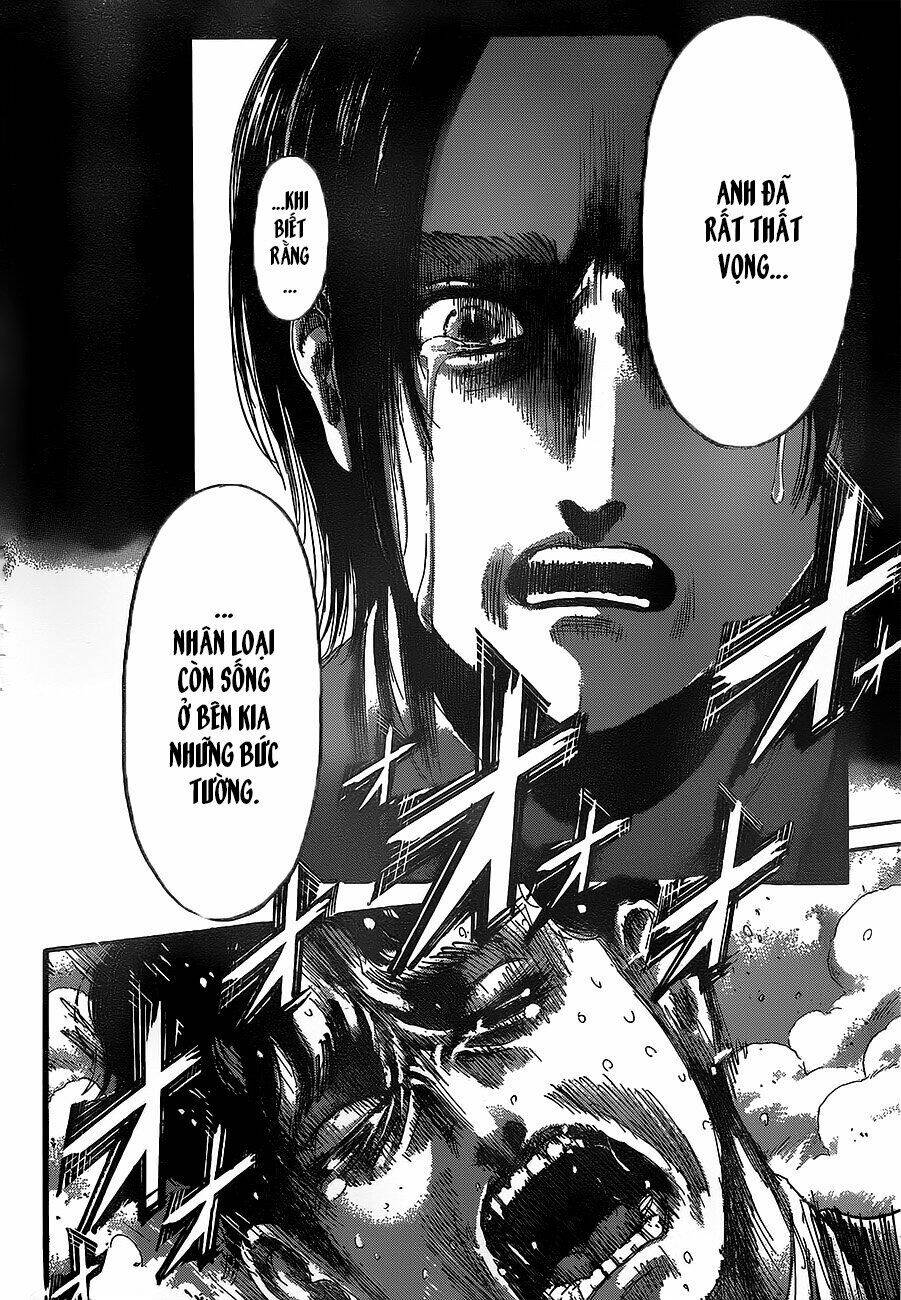 ANH ĐÃ
RẤT THẤT
VỌNG...
...KHI
BIẾT
RẰNG
...
...
NHÂN LOẠI
CÒN SỐNG
Ở BÊN KIA
NHỮNG BỨC
TƯỜNG.